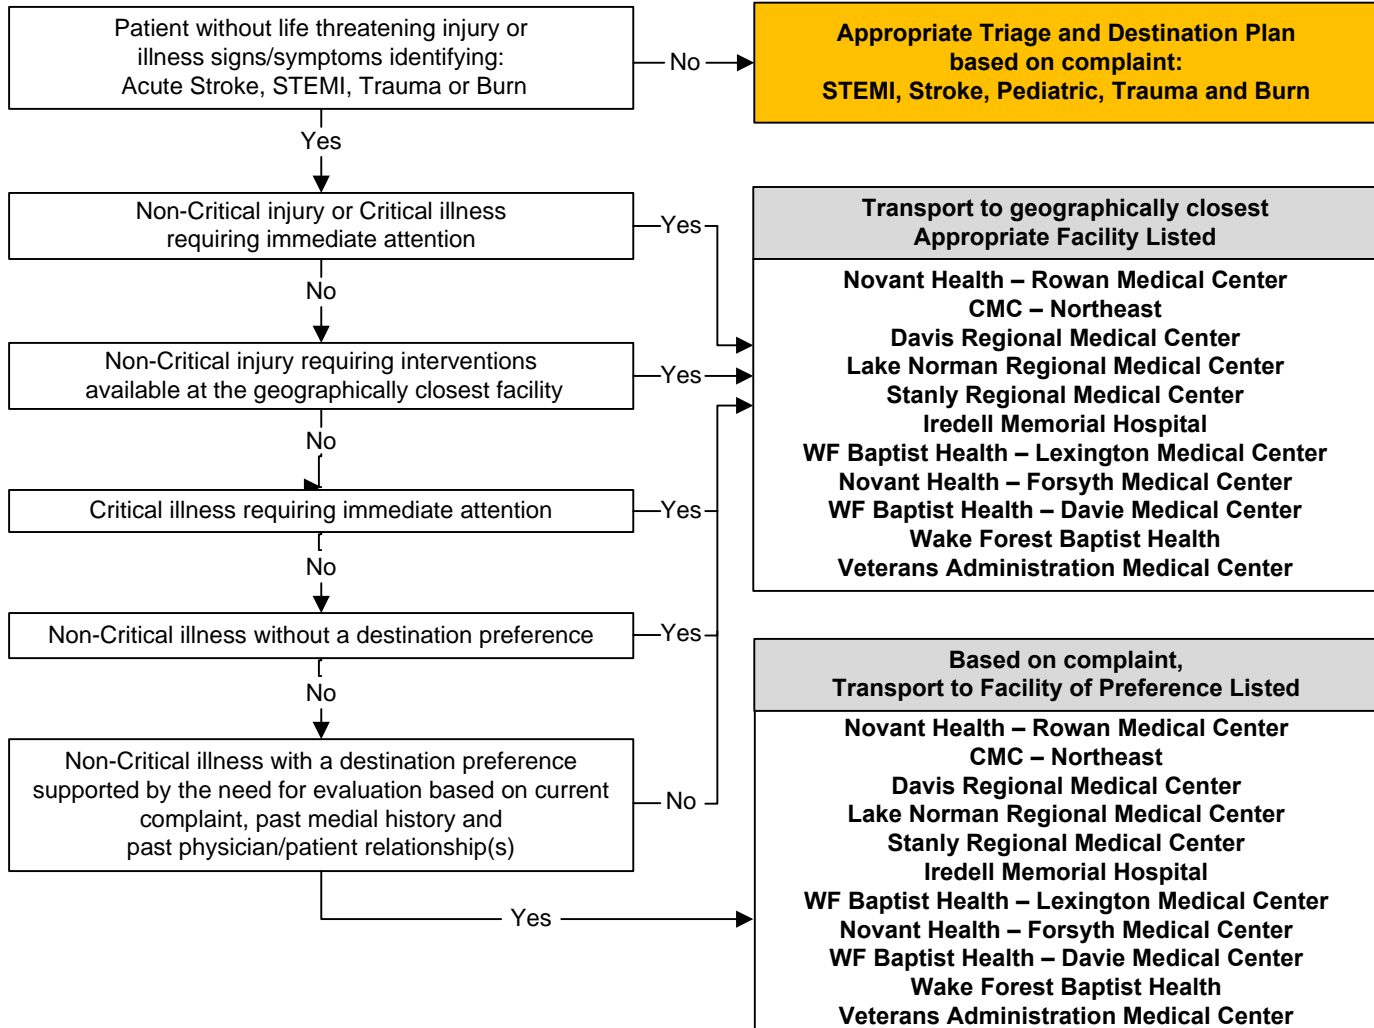 Patient without life threatening injury or
illness signs/symptoms identifying:
Acute Stroke, STEMI, Trauma or Burn
No
Appropriate Triage and Destination Plan
based on complaint:
STEMI, Stroke, Pediatric, Trauma and Burn
Yes
Non-Critical injury or Critical illness
requiring immediate attention
Yes
No
Non-Critical injury requiring interventions
available at the geographically closest facility
Yes
No
Critical illness requiring immediate attention
Yes
No
Non-Critical illness without a destination preference
Yes
No
Non-Critical illness with a destination preference
supported by the need for evaluation based on current
complaint, past medial history and
past physician/patient relationship(s)
No
Yes
Transport to geographically closest
Appropriate Facility Listed
Novant Health – Rowan Medical Center
CMC – Northeast
Davis Regional Medical Center
Lake Norman Regional Medical Center
Stanly Regional Medical Center
Iredell Memorial Hospital
WF Baptist Health – Lexington Medical Center
Novant Health – Forsyth Medical Center
WF Baptist Health – Davie Medical Center
Wake Forest Baptist Health
Veterans Administration Medical Center
Based on complaint,
Transport to Facility of Preference Listed
Novant Health – Rowan Medical Center
CMC – Northeast
Davis Regional Medical Center
Lake Norman Regional Medical Center
Stanly Regional Medical Center
Iredell Memorial Hospital
WF Baptist Health – Lexington Medical Center
Novant Health – Forsyth Medical Center
WF Baptist Health – Davie Medical Center
Wake Forest Baptist Health
Veterans Administration Medical Center